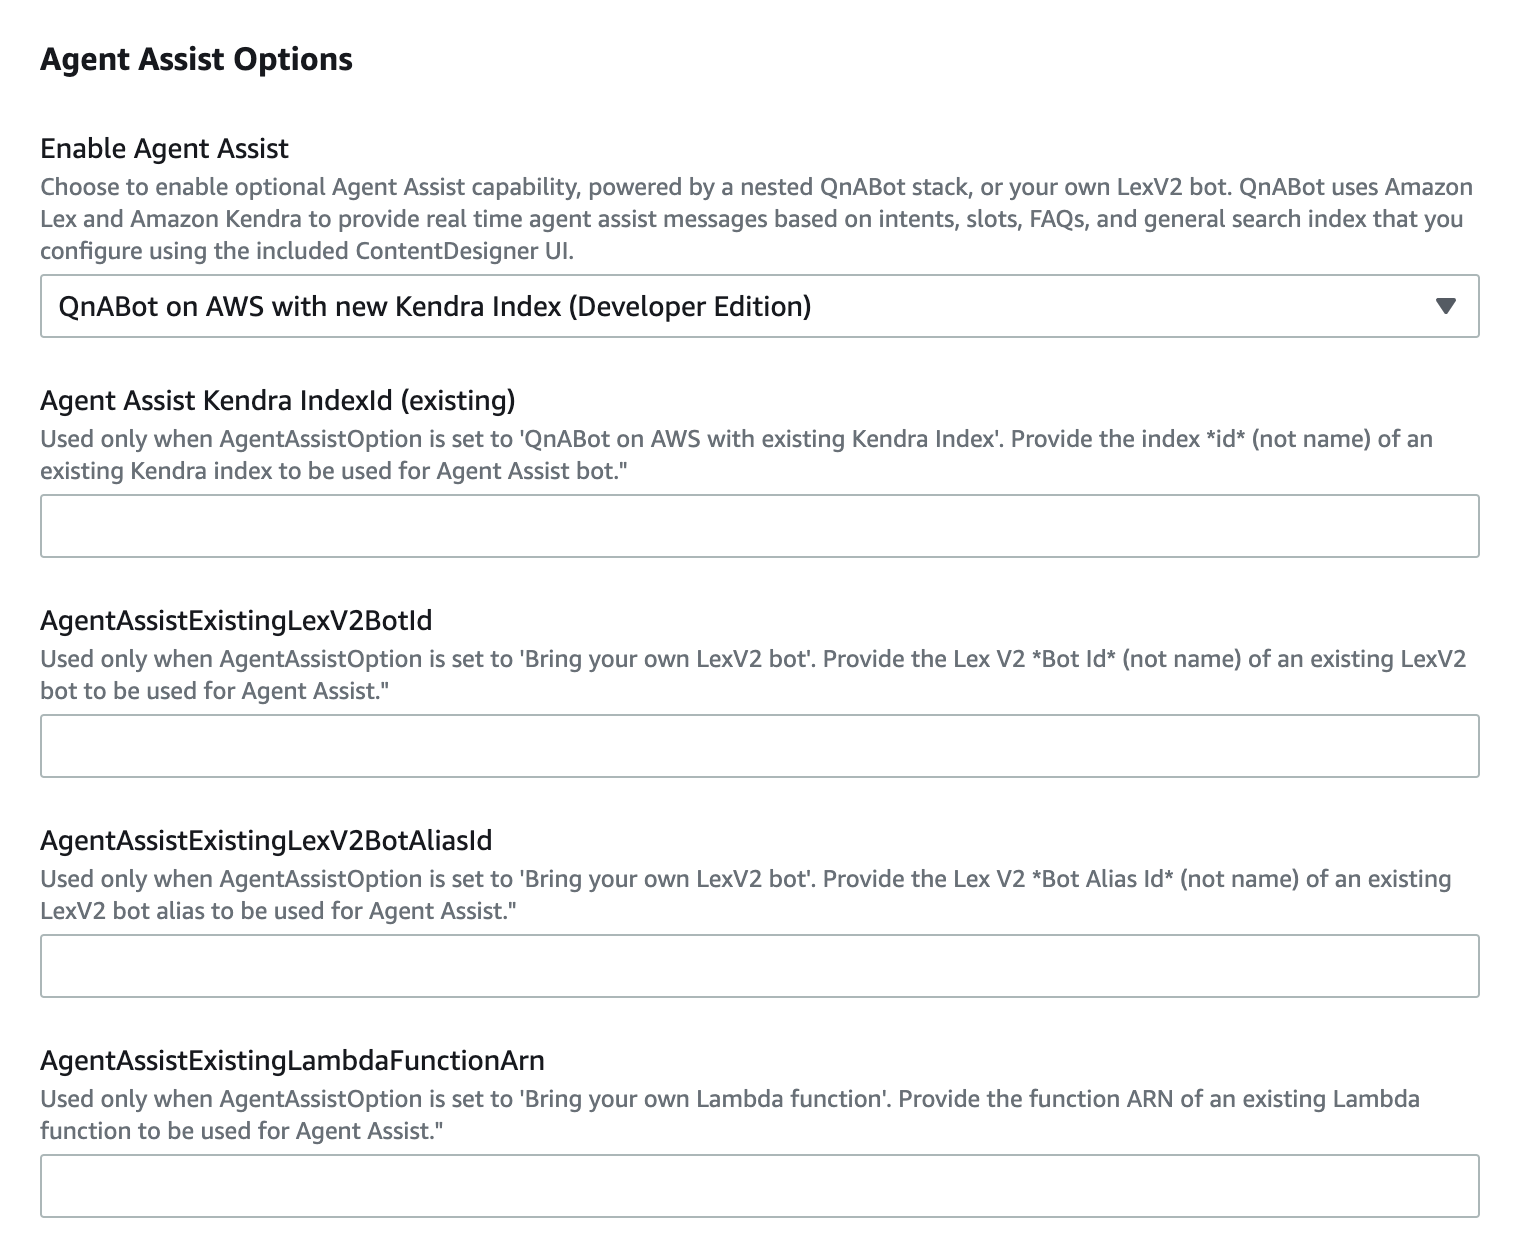 Agent Assist Options
Enable Agent Assist
Choose to enable optional Agent Assist capability, powered by a nested QnABot stack, or your own LexV2 bot. QnABot uses Amazon
Lex and Amazon Kendra to provide real time agent assist messages based on intents, slots, FAQs, and general search index that you
configure using the included ContentDesigner UI.
QnABot on AWS with new Kendra Index (Developer Edition)
Agent Assist Kendra IndexId (existing)
Used only when AgentAssistOption is set to 'QnABot on AWS with existing Kendra Index'. Provide the index *id* (not name) of an
existing Kendra index to be used for Agent Assist bot."
AgentAssistExistingLexV2BotId
Used only when AgentAssistOption is set to 'Bring your own LexV2 bot'. Provide the Lex V2 *Bot Id* (not name) of an existing LexV2
bot to be used for Agent Assist."
AgentAssistExistingLexV2BotAliasId
Used only when AgentAssistOption is set to 'Bring your own LexV2 bot'. Provide the Lex V2 *Bot Alias Id* (not name) of an existing
LexV2 bot alias to be used for Agent Assist."
AgentAssistExistingLambdaFunctionArn
Used only when AgentAssistOption is set to 'Bring your own Lambda function'. Provide the function ARN of an existing Lambda
function to be used for Agent Assist."